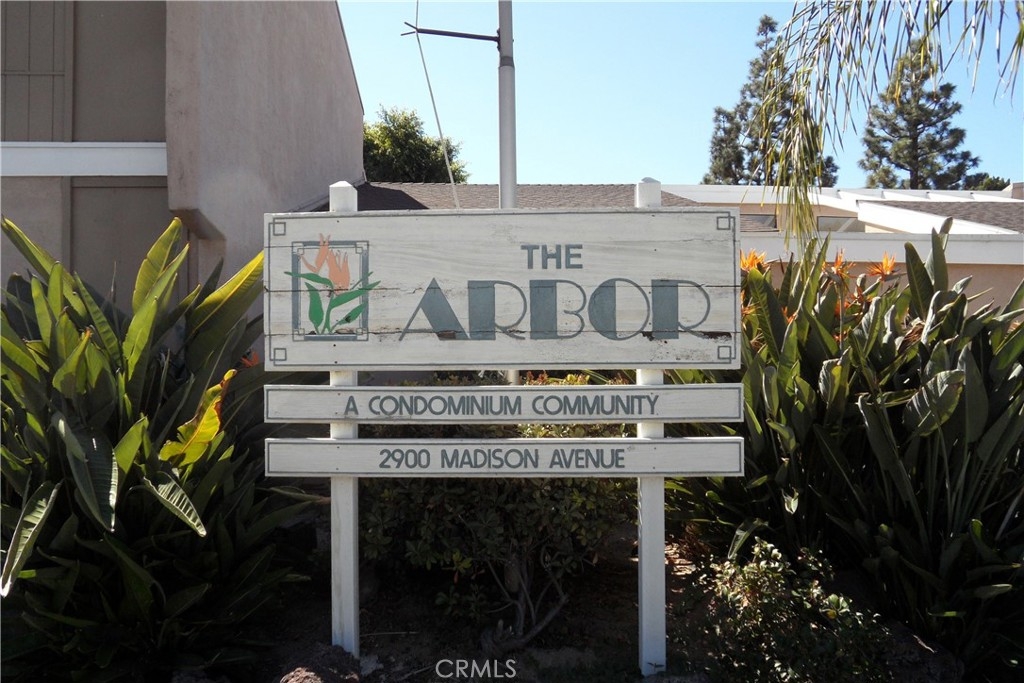 THE
ARBOR
A CONDOMINIUM COMMUNITY
2900 MADISON AVENUE
CRMLS